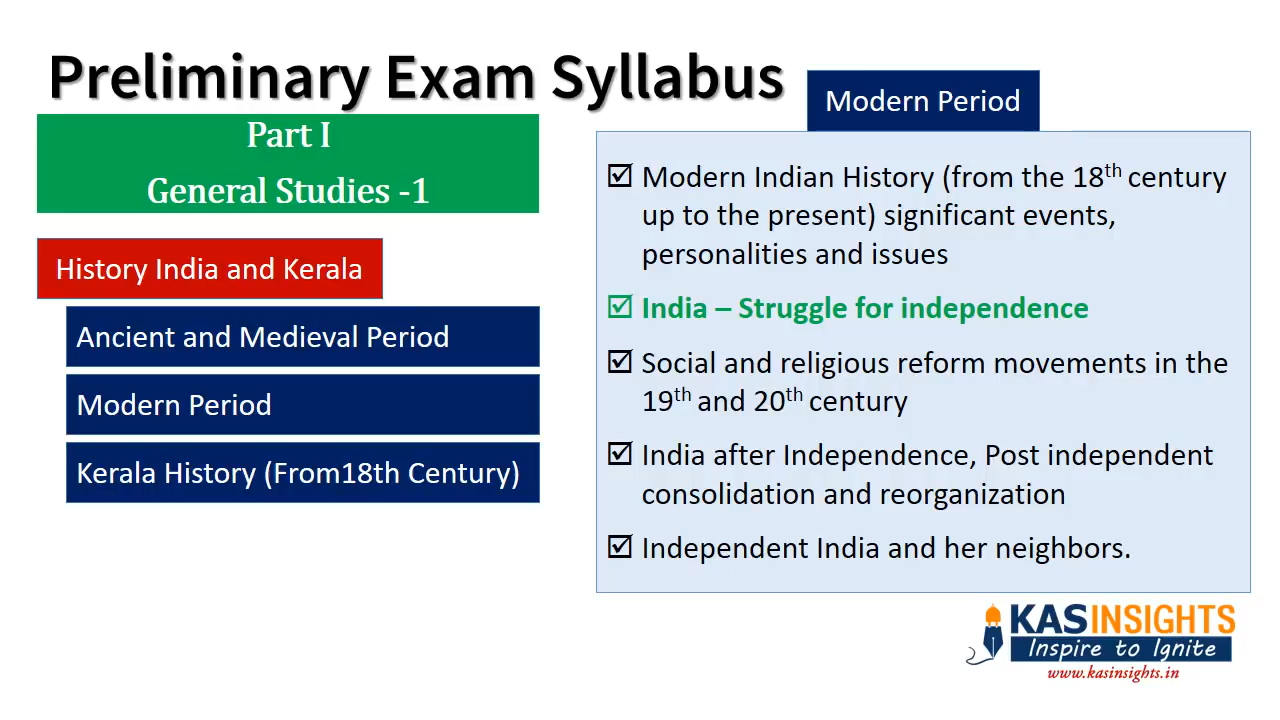 Preliminary Exam Syllabus
Part I
General Studies -1
History India and Kerala
Ancient and Medieval Period
Modern Period
Kerala History (From18th Century)
Modern Period
Modern Indian History (from the 18th century
up to the present) significant events,
personalities and issues
India – Struggle for independence
Social and religious reform movements in the
19th and 20th century
India after Independence, Post independent
consolidation and reorganization
Independent India and her neighbors.
KASINSIGHTS
Inspire to Ignite
www.kasinsights.in